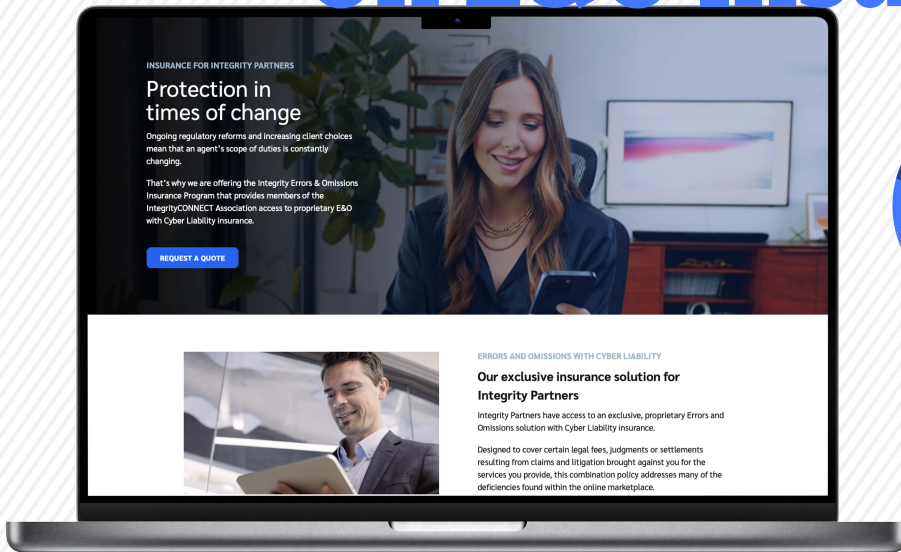 INSURANCE FOR INTEGRITY PARTNERS
Protection in
times of change
Ongoing regulatory reforms and increasing client choices
mean that an agent's scope of duties is constantly
changing.
That's why we are offering the Integrity Errors & Omissions
Insurance Program that provides members of the
IntegrityCONNECT Association access to proprietary E&O
with Cyber Liability insurance.
REQUEST A QUOTE
ERRORS AND OMISSIONS WITH CYBER LIABILITY
Our exclusive insurance solution for
Integrity Partners
Integrity Partners have access to an exclusive, proprietary Errors and
Omissions solution with Cyber Liability insurance.
Designed to cover certain legal fees, judgments or settlements
resulting from claims and litigation brought against you for the
services you provide, this combination policy addresses many of the
deficiencies found within the online marketplace.